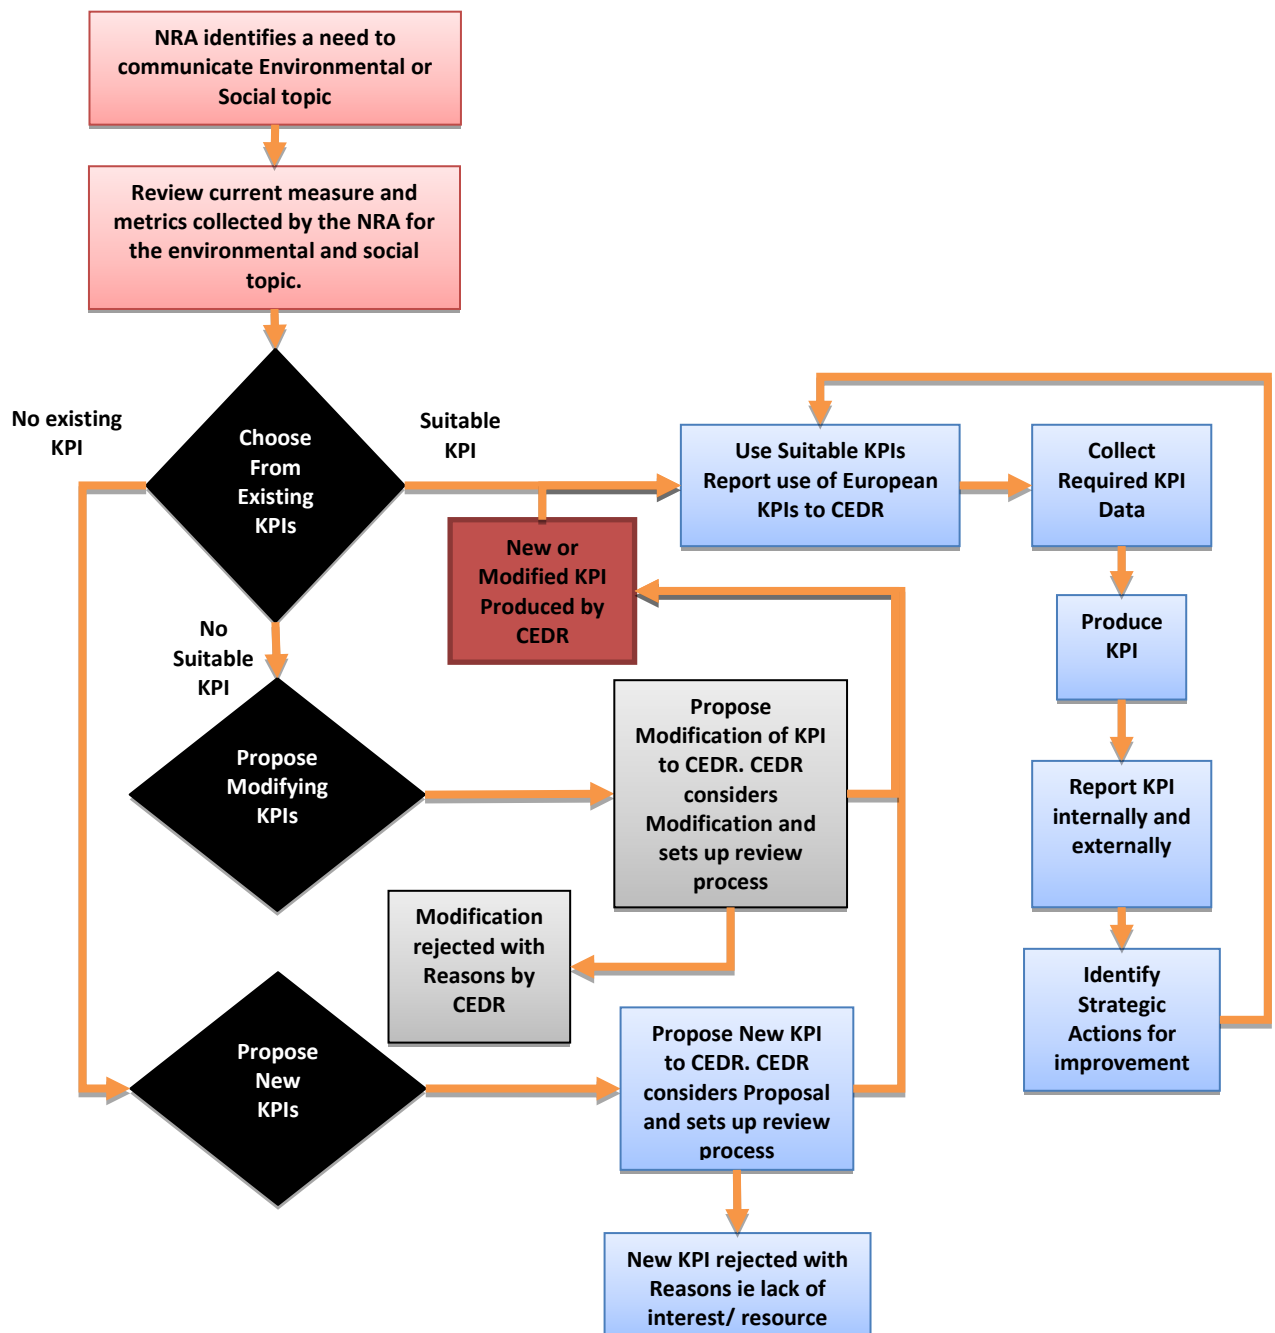 NRA identifies a need to
communicate Environmental or
Social topic
Review current measure and
metrics collected by the NRA for
the environmental and social
topic.
No existing
KPI
Choose
From
Existing
KPIs
Suitable
KPI
Use Suitable KPIs
Report use of European
KPIs to CEDR
Collect
Required KPI
Data
New or
Modified KPI
Produced by
CEDR
Produce
KPI
No
Suitable
KPI
Propose
Modifying
KPIs
Propose
Modification of KPI
to CEDR. CEDR
considers
Modification and
sets up review
process
Report KPI
internally and
externally
Modification
rejected with
Reasons by
CEDR
Identify
Strategic
Actions for
improvement
Propose
New
KPIs
Propose New KPI
to CEDR. CEDR
considers Proposal
and sets up review
process
New KPI rejected with
Reasons ie lack of
interest/ resource